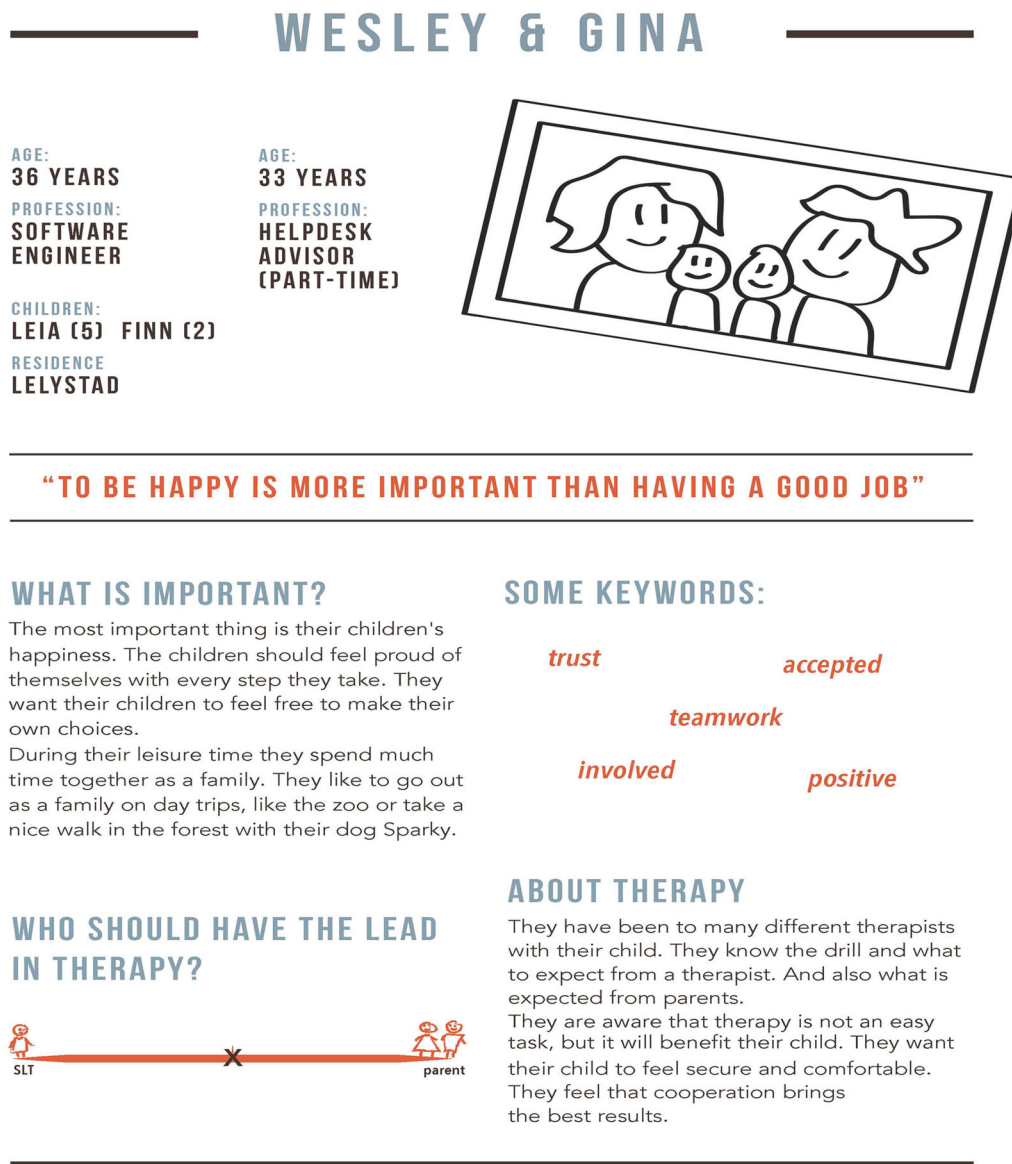 WESLEY & GINA
AGE:
36 YEARS
PROFESSION:
SOFTWARE
ENGINEER
AGE:
33 YEARS
PROFESSION:
HELPDESK
ADVISOR
(PART-TIME)
CHILDREN:
LEIA (5) FINN (2)
RESIDENCE
LELYSTAD
“TO BE HAPPY IS MORE IMPORTANT THAN HAVING A GOOD JOB”
WHAT IS IMPORTANT?
The most important thing is their children's
happiness. The children should feel proud of
themselves with every step they take. They
want their children to feel free to make their
own choices.
During their leisure time they spend much
time together as a family. They like to go out
as a family on day trips, like the zoo or take a
nice walk in the forest with their dog Sparky.
SOME KEYWORDS:
trust
accepted
teamwork
involved
positive
WHO SHOULD HAVE THE LEAD
IN THERAPY?
X
SLT
parent
ABOUT THERAPY
They have been to many different therapists
with their child. They know the drill and what
to expect from a therapist. And also what is
expected from parents.
They are aware that therapy is not an easy
task, but it will benefit their child. They want
their child to feel secure and comfortable.
They feel that cooperation brings
the best results.